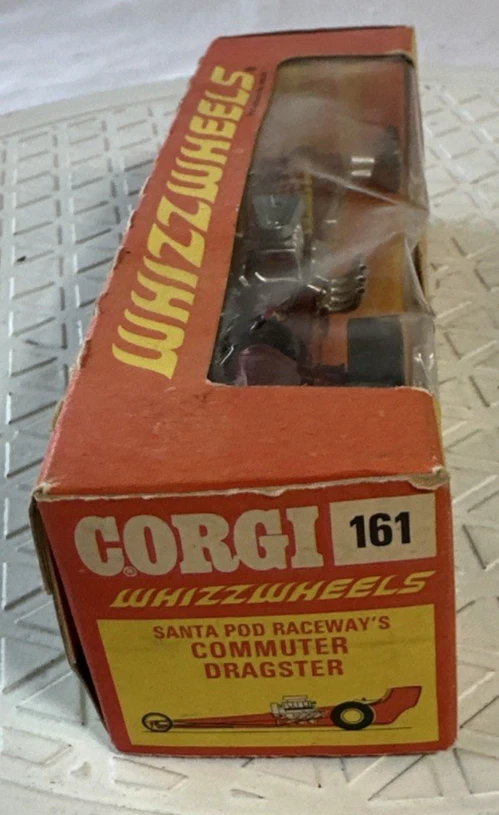 WHIZZWHEELS
CORGI® 161
WHIZZWHEELS
SANTA POD RACEWAY'S
COMMUTER
DRAGSTER